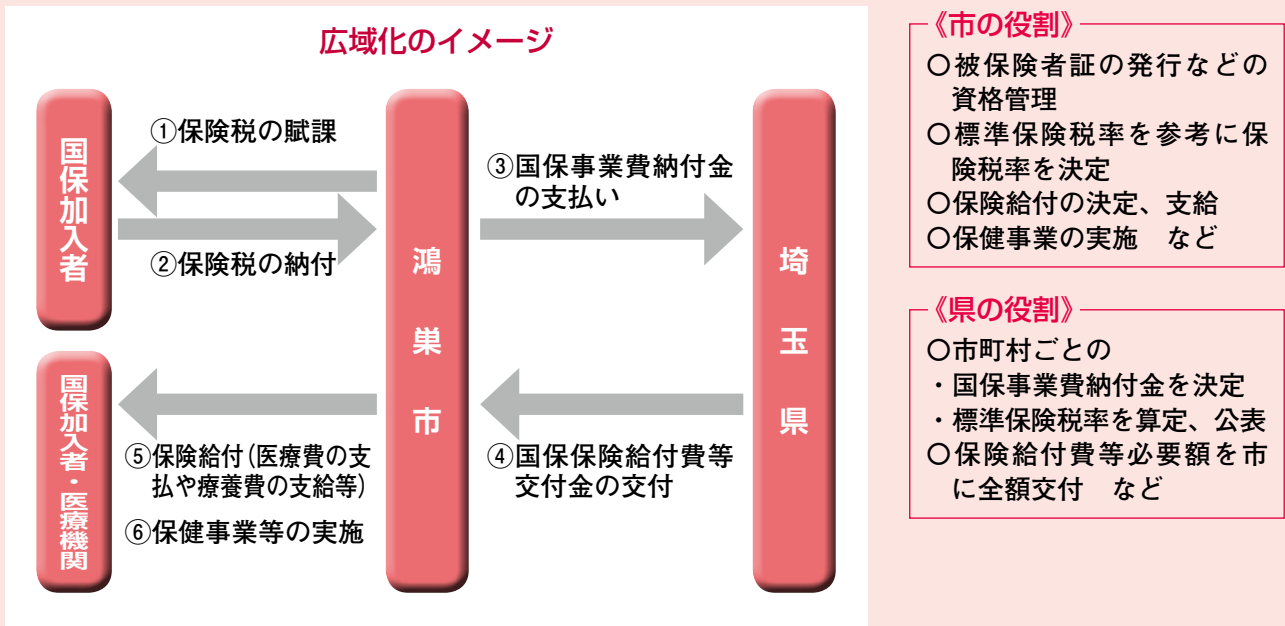 広域化のイメージ
国保加入者
①保険税の賦課
②保険税の納付
鴻巣市
③国保事業費納付金
の支払い
埼玉県
国保加入者・医療機関
⑤保険給付(医療費の支
払や療養費の支給等)
⑥保健事業等の実施
④国保保険給付費等
交付金の交付
《市の役割》
〇被保険者証の発行などの
資格管理
〇標準保険税率を参考に保
険税率を決定
〇保険給付の決定、支給
〇保健事業の実施　など
《県の役割》
〇市町村ごとの
・国保事業費納付金を決定
・標準保険税率を算定、公表
〇保険給付費等必要額を市
に全額交付　など